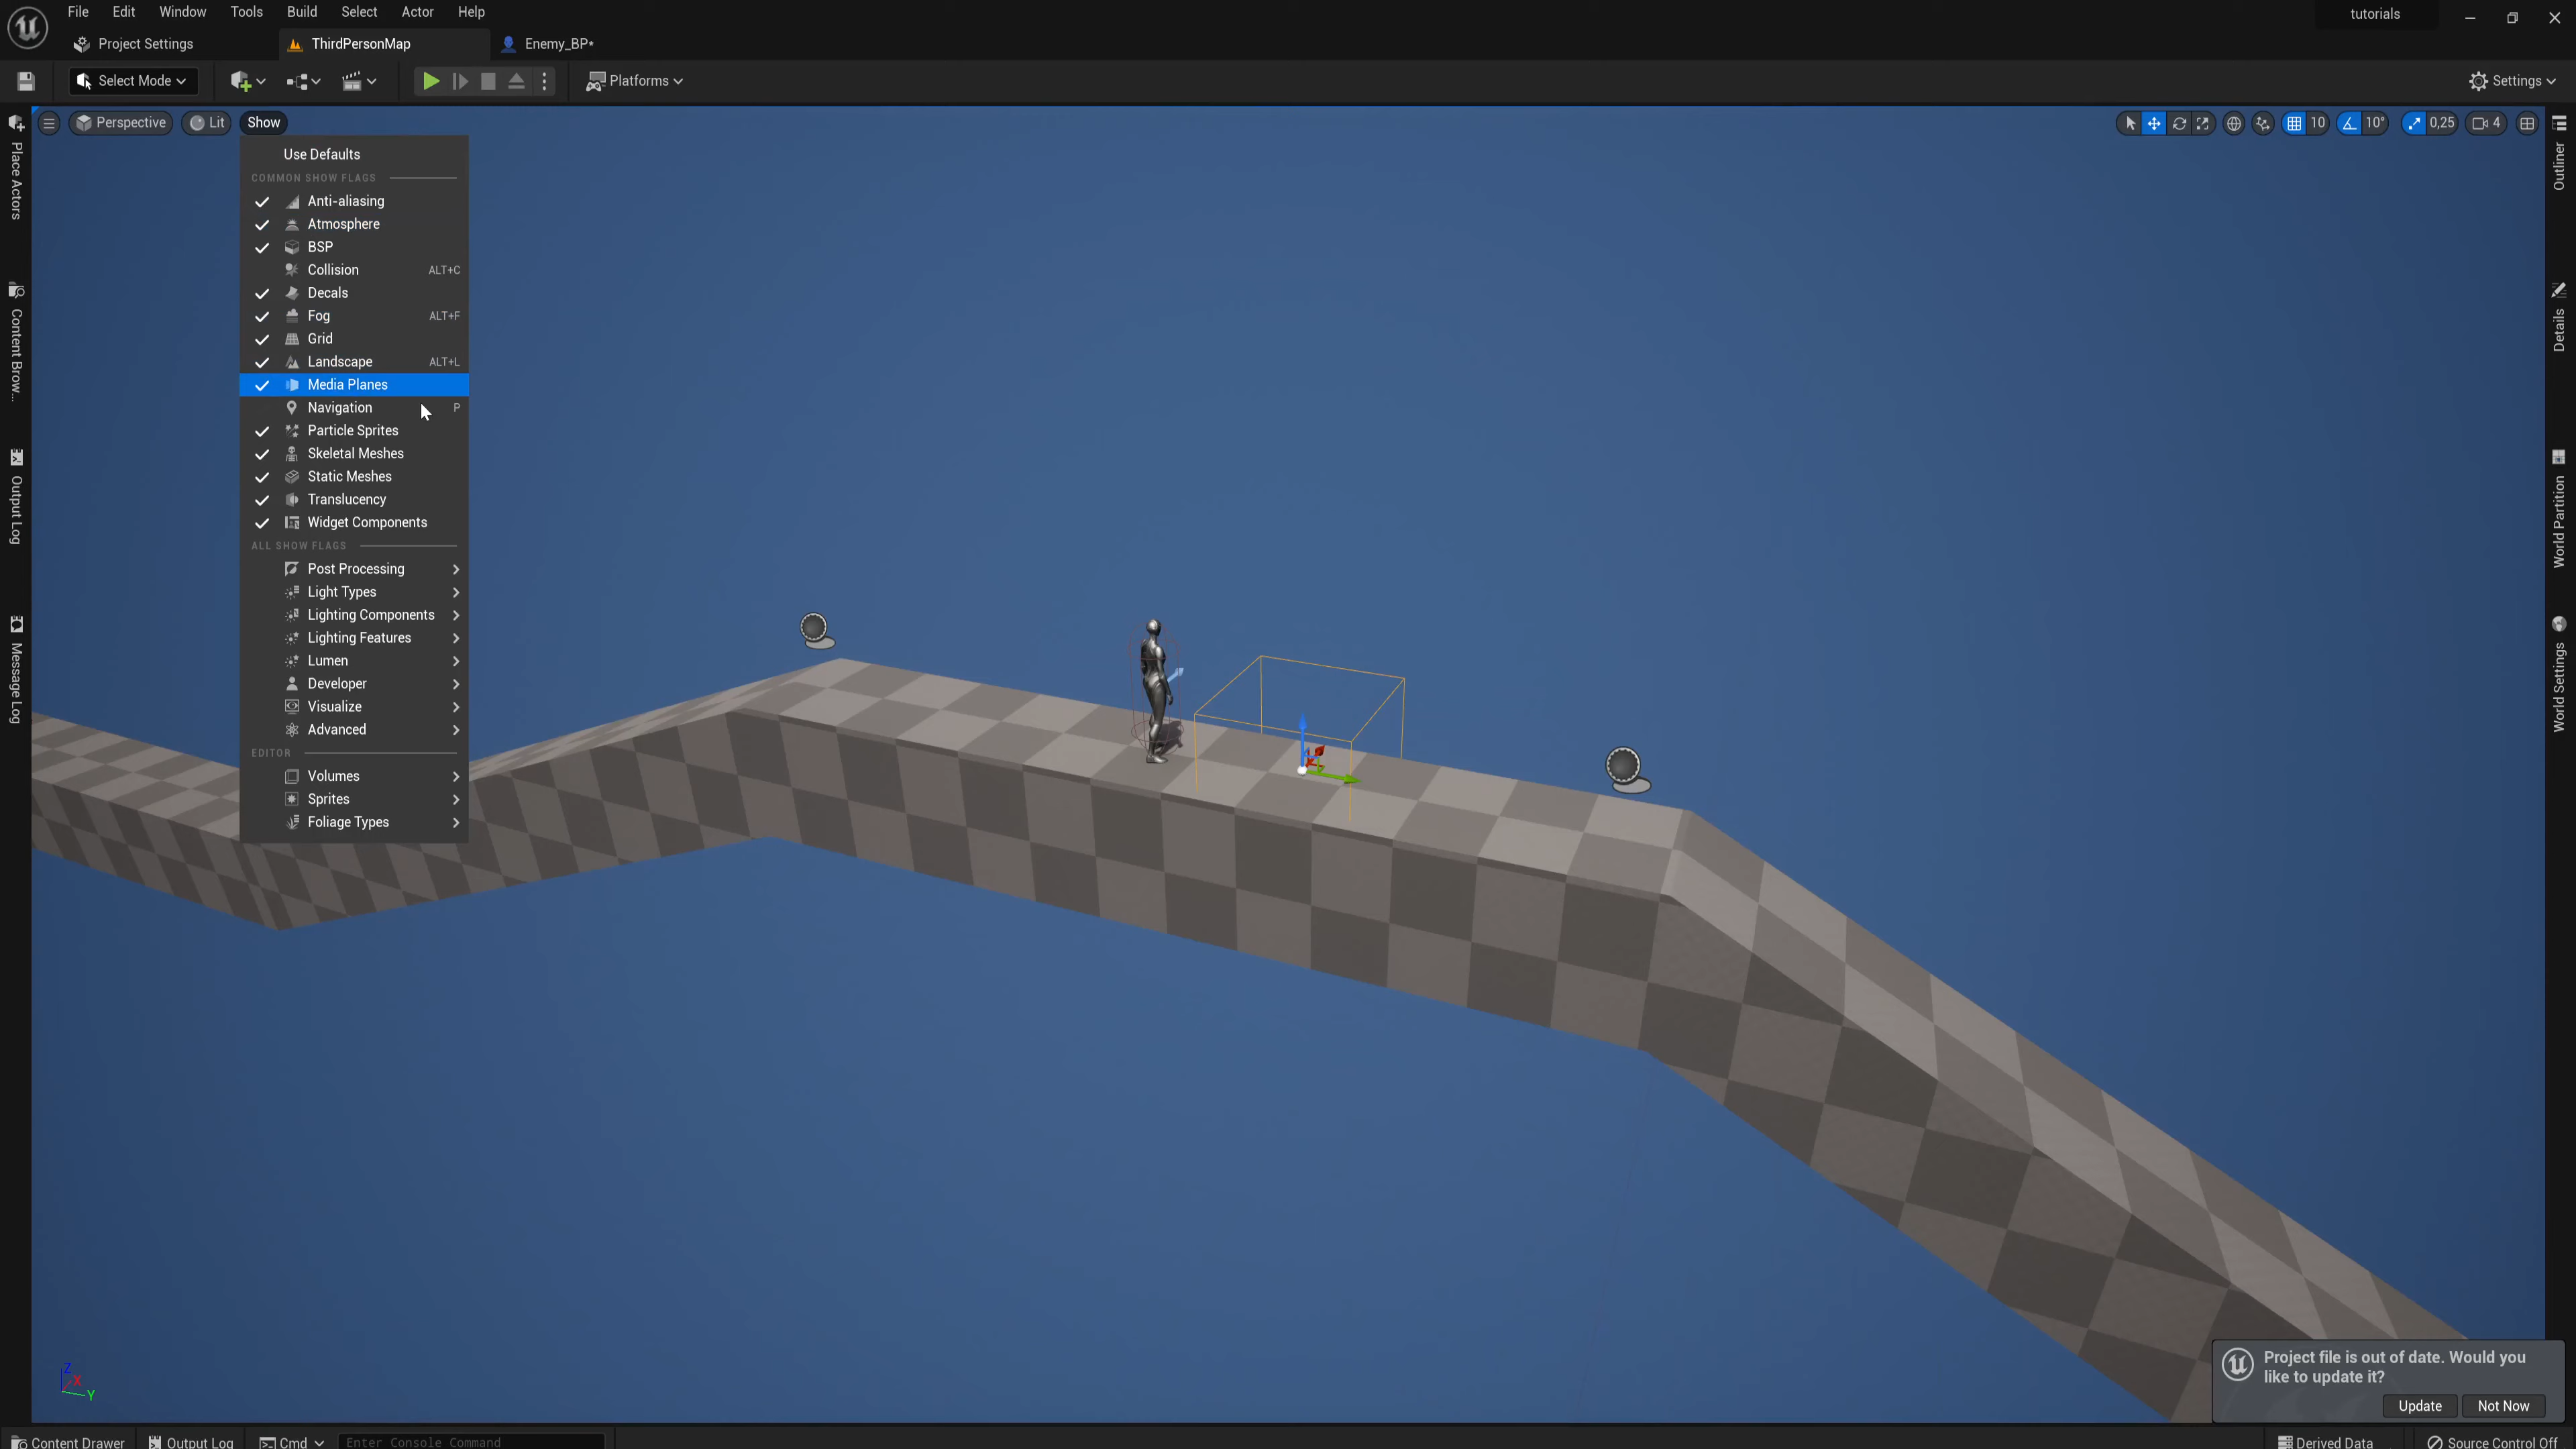 File Edit Window Tools Build Select Actor Help
tutorials
Project Settings
ThirdPersonMap
Enemy_BP*
Select Mode
Platforms
Settings
Perspective
Lit
Show
10
10°
0,25
4
Use Defaults
COMMON SHOW FLAGS
Anti-aliasing
Atmosphere
BSP
Collision ALT+C
Decals
Fog ALT+F
Grid
Landscape ALT+L
Media Planes
Navigation P
Particle Sprites
Skeletal Meshes
Static Meshes
Translucency
Widget Components
ALL SHOW FLAGS
Post Processing
Light Types
Lighting Components
Lighting Features
Lumen
Developer
Visualize
Advanced
EDITOR
Volumes
Sprites
Foliage Types
Place Actors
Content Brow...
Output Log
Message Log
Outliner
Details
World Partition
World Settings
Z
X
Y
Project file is out of date. Would you
like to update it?
Update
Not Now
Content Drawer
Output Log
Cmd
Enter Console Command
Derived Data
Source Control Off